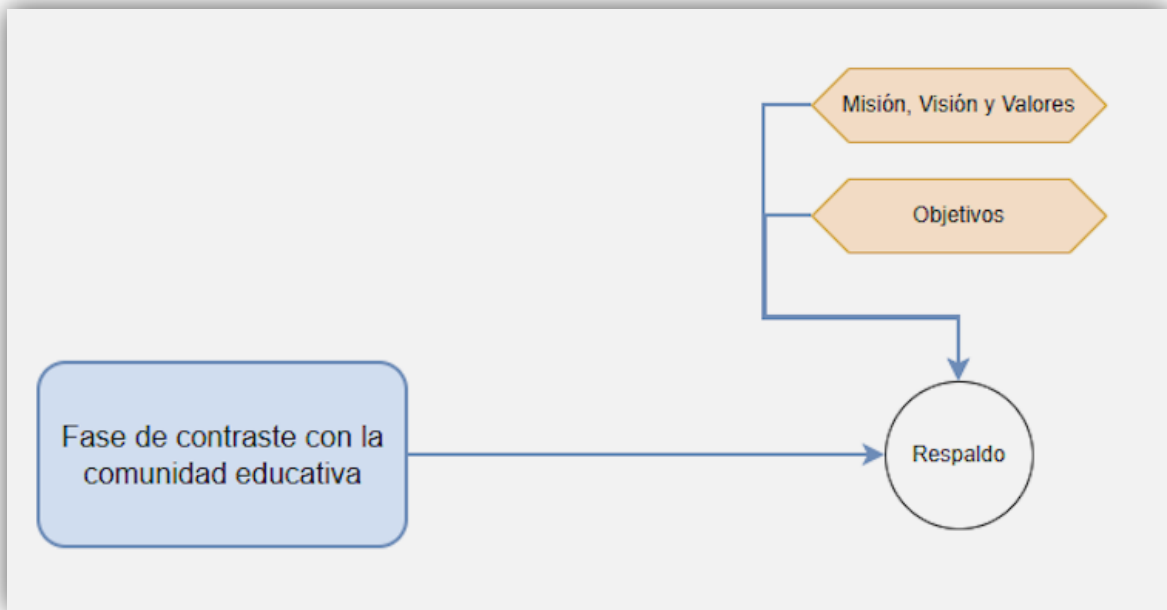 Misión, Visión y Valores
Objetivos
Fase de contraste con la
comunidad educativa
Respaldo